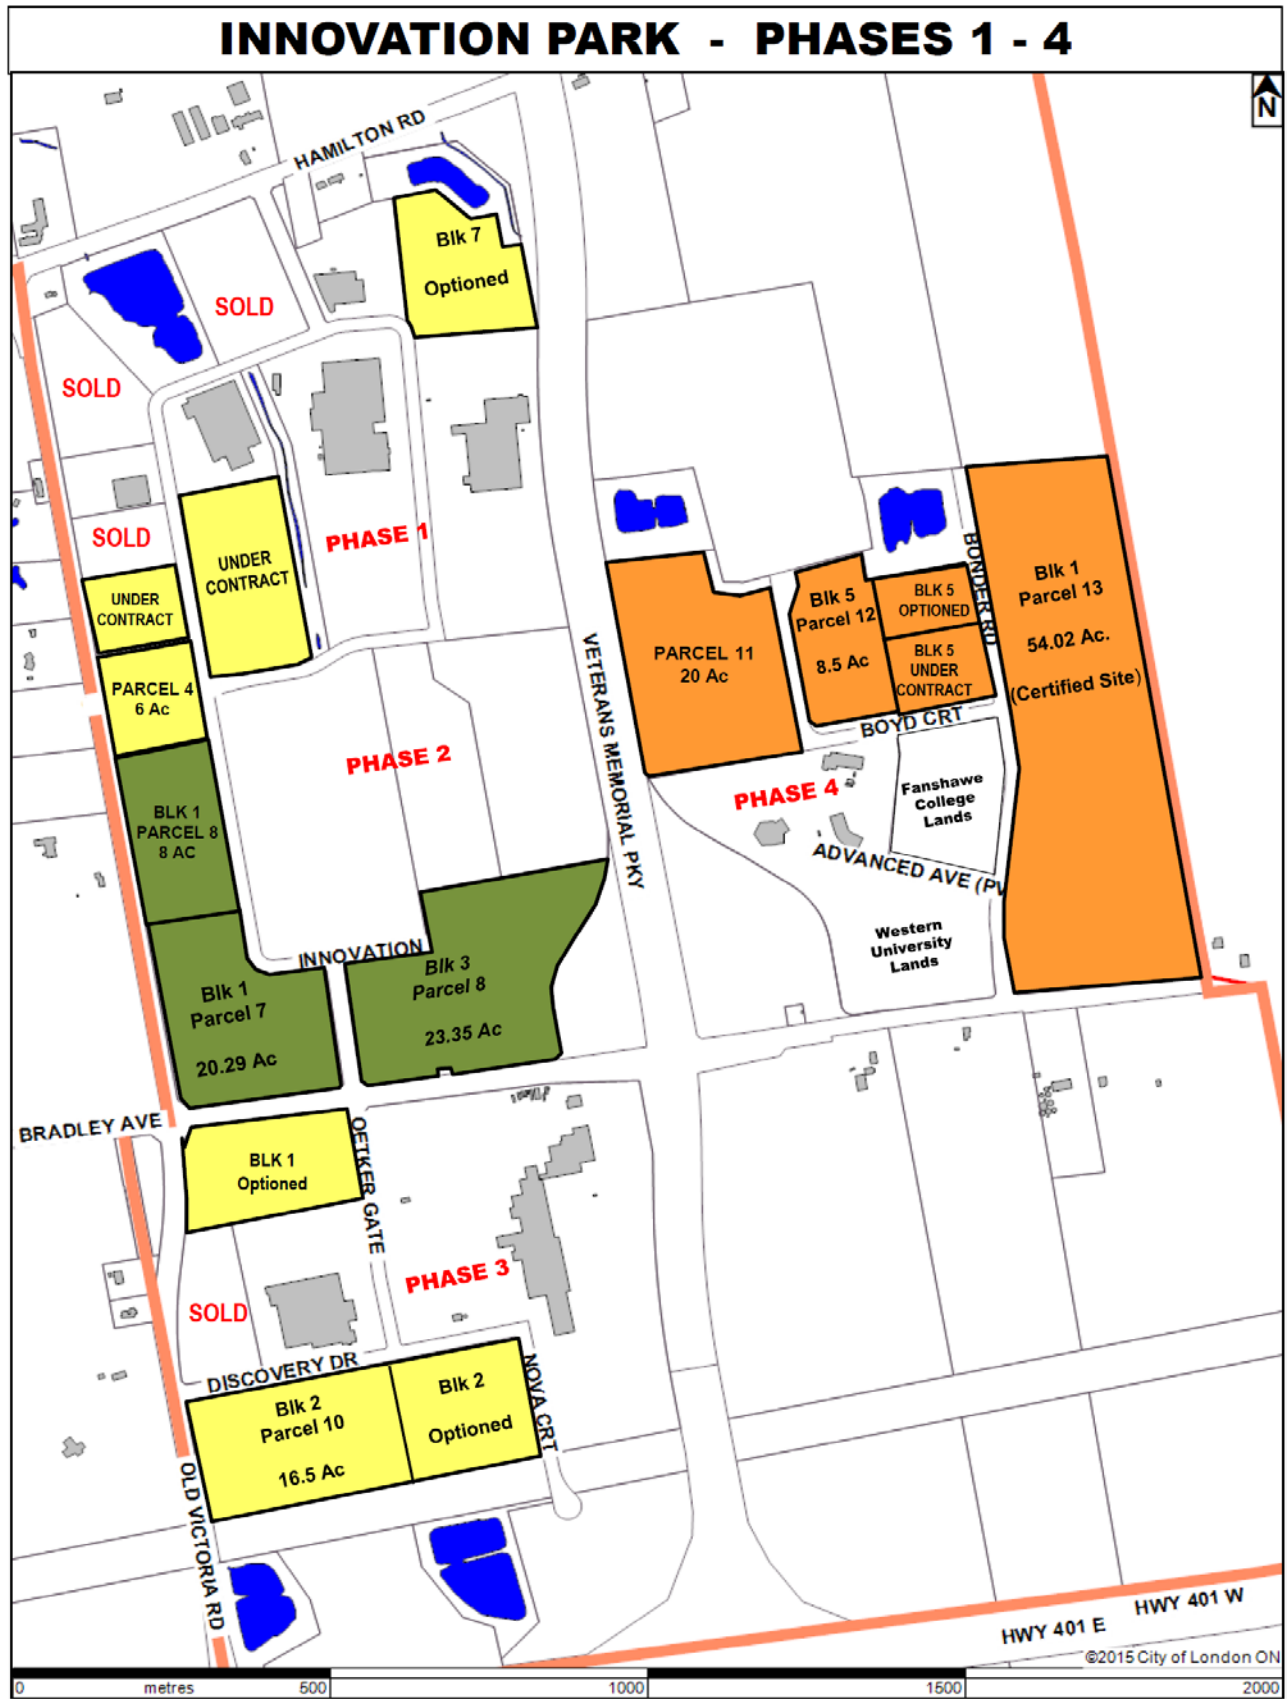 INNOVATION PARK - PHASES 1 - 4
N
HAMILTON RD
Blk 7
Optioned
SOLD
SOLD
SOLD
PHASE 1
UNDER
CONTRACT
UNDER
CONTRACT
PARCEL 4
6 Ac
PHASE 2
BLK 1
PARCEL 8
8 AC
INNOVATION
Blk 1
Parcel 7
20.29 Ac
Blk 3
Parcel 8
23.35 Ac
VETERANS MEMORIAL PKY
PARCEL 11
20 Ac
Blk 5
Parcel 12
8.5 Ac
BLK 5
OPTIONED
BLK 5
UNDER
CONTRACT
BONDER RD
Blk 1
Parcel 13
54.02 Ac.
(Certified Site)
BOYD CRT
PHASE 4
Fanshawe
College
Lands
ADVANCED AVE (PV
Western
University
Lands
BRADLEY AVE
BLK 1
Optioned
OETKER GATE
PHASE 3
SOLD
DISCOVERY DR
Blk 2
Parcel 10
16.5 Ac
Blk 2
Optioned
NOVA CRT
OLD VICTORIA RD
HWY 401 W
HWY 401 E
©2015 City of London ON
0 metres 500 1000 1500 2000